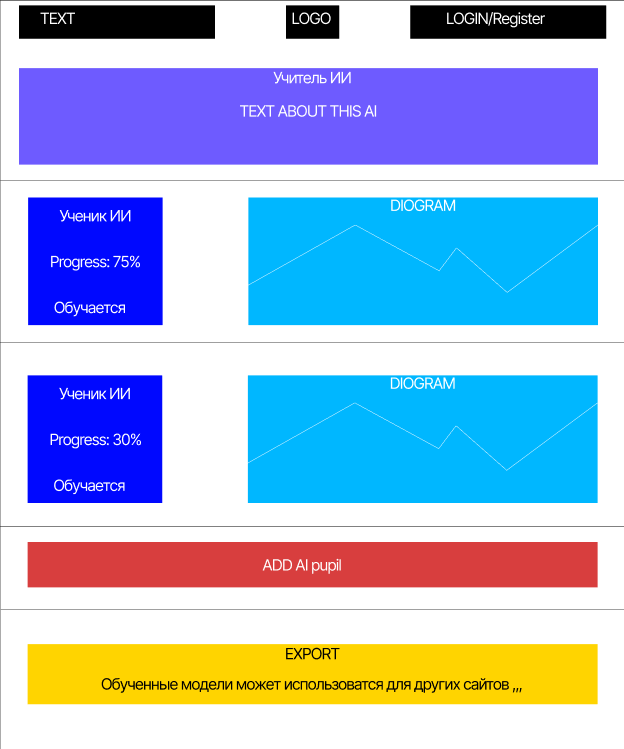 TEXT
LOGO
LOGIN/Register
Учитель ИИ
TEXT ABOUT THIS AI
Ученик ИИ
Progress: 75%
Обучается
DIOGRAM
Ученик ИИ
Progress: 30%
Обучается
DIOGRAM
ADD AI pupil
EXPORT
Обученные модели может использоватся для других сайтов ,,,